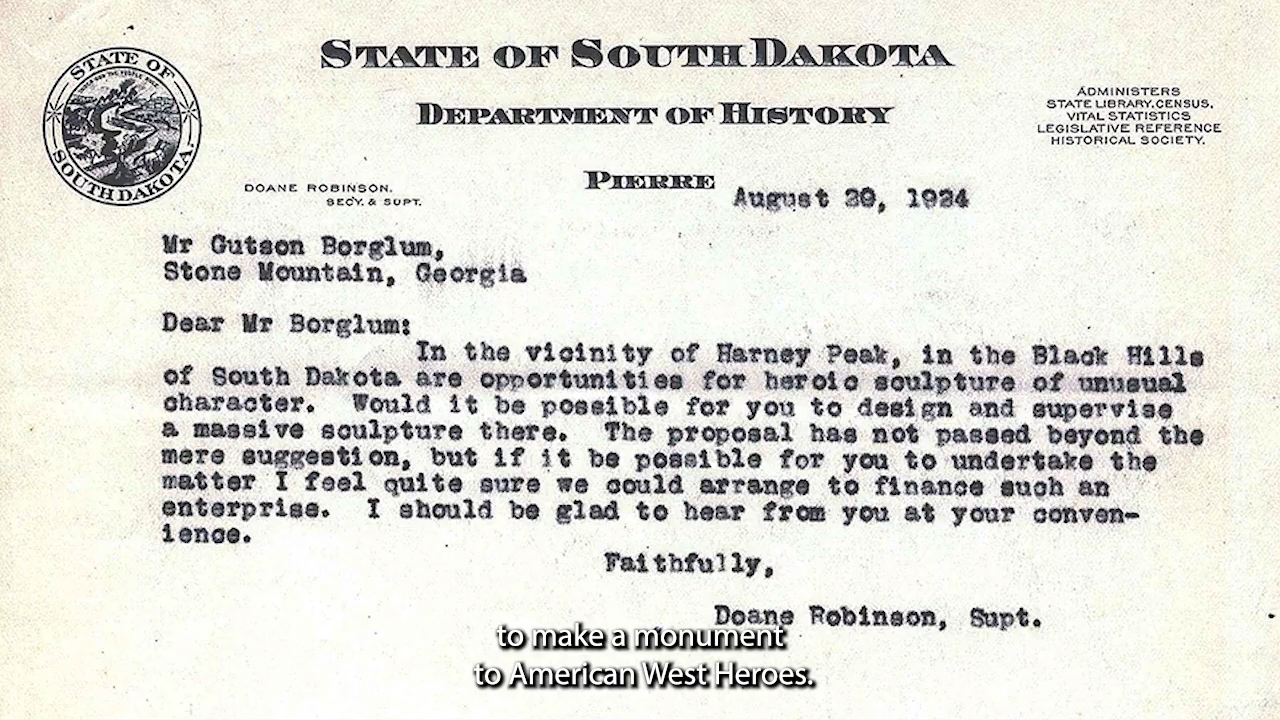 STATE OF SOUTH DAKOTA
DEPARTMENT OF HISTORY
ADMINISTERS
STATE LIBRARY, CENSUS,
VITAL STATISTICS
LEGISLATIVE REFERENCE
HISTORICAL SOCIETY.
STATE OF
SOUTH DAKOTA
DOANE ROBINSON,
SEC'Y. & SUPT.
PIERRE
August 20, 1924
Mr Gutson Borglum,
Stone Mountain, Georgia
Dear Mr Borglum:
In the vicinity of Harney Peak, in the Black Hills
of South Dakota are opportunities for heroic sculpture of unusual
character. Would it be possible for you to design and supervise
a massive sculpture there. The proposal has not passed beyond the
mere suggestion, but if it be possible for you to undertake the
matter I feel quite sure we could arrange to finance such an
enterprise. I should be glad to hear from you at your conven-
ience.
Faithfully,
Doane Robinson, Supt.
to make a monument
to American West Heroes.